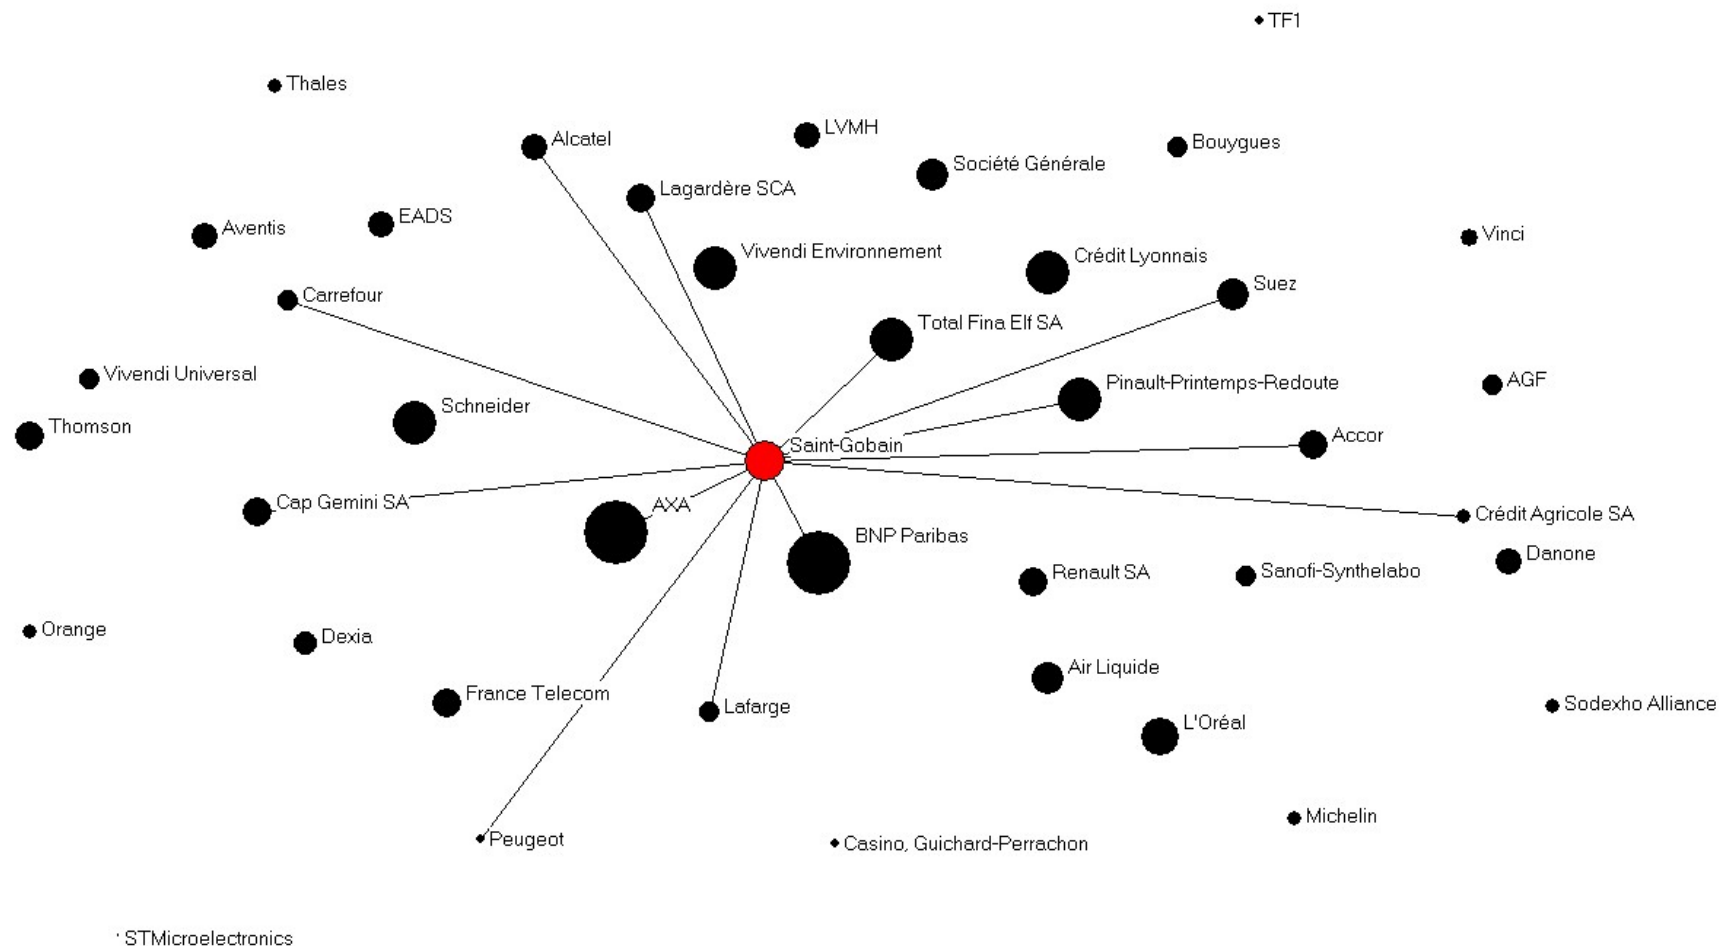 TF1
Thales
LVMH
Alcatel
Bouygues
Société Générale
Lagardère SCA
EADS
Aventis
Vinci
Vivendi Environnement
Crédit Lyonnais
Suez
Carrefour
Total Fina Elf SA
Vivendi Universal
AGF
Pinault-Printemps-Redoute
Schneider
Thomson
Accor
Saint-Gobain
Cap Gemini SA
AXA
Crédit Agricole SA
BNP Paribas
Danone
Renault SA
Sanofi-Synthelabo
Orange
Dexia
Air Liquide
France Telecom
Sodexho Alliance
Lafarge
L'Oréal
Michelin
Peugeot
Casino, Guichard-Perrachon
STMicroelectronics